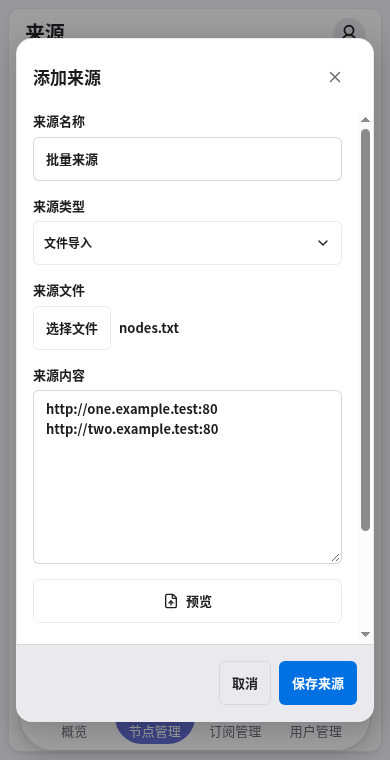 来源
添加来源
来源名称
批量来源
来源类型
文件导入
来源文件
选择文件 nodes.txt
来源内容
http://one.example.test:80
http://two.example.test:80
预览
取消 保存来源
概览 节点管理 订阅管理 用户管理